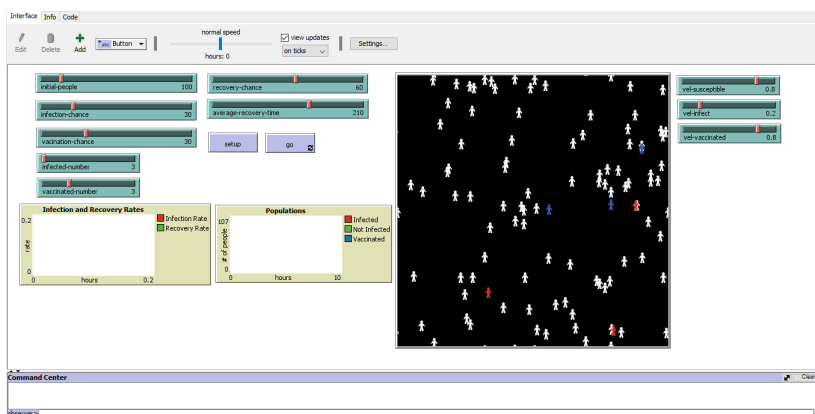 Interface Info Code
Edit Delete Add
abc Button
normal speed
hours: 0
view updates
on ticks
Settings...
initial-people 100
infection-chance 30
vacination-chance 30
infected-number 3
vaccinated-number 3
recovery-chance 60
average-recovery-time 210
setup
go
vel-susceptible 0.8
vel-infect 0.2
vel-vaccinated 0.8
Infection and Recovery Rates
0.2
rate
0
0 hours 0.2
Infection Rate
Recovery Rate
Populations
107
# of people
0
0 hours 10
Infected
Not Infected
Vaccinated
Command Center
Clear
observer>